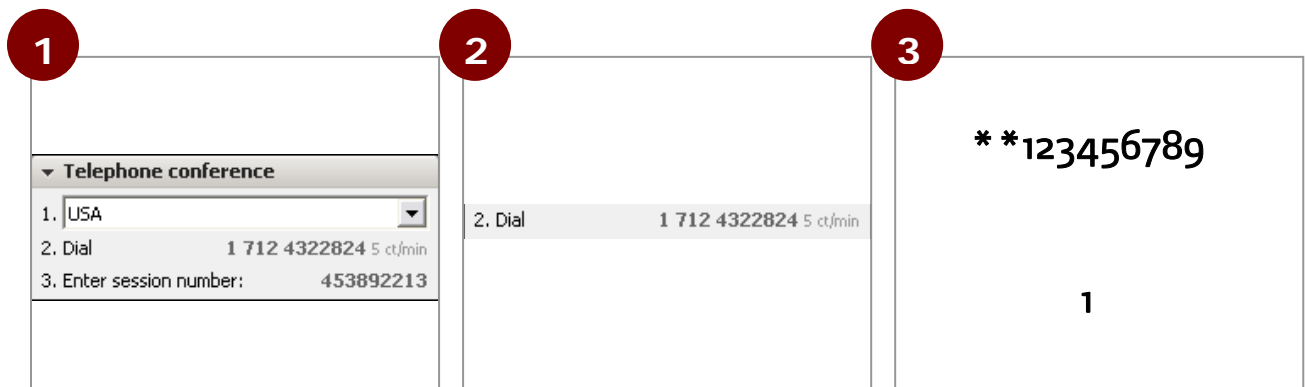 1
Telephone conference
1. USA
2. Dial 1 712 4322824 5 ct/min
3. Enter session number: 453892213
2
2. Dial 1 712 4322824 5 ct/min
3
**123456789
1